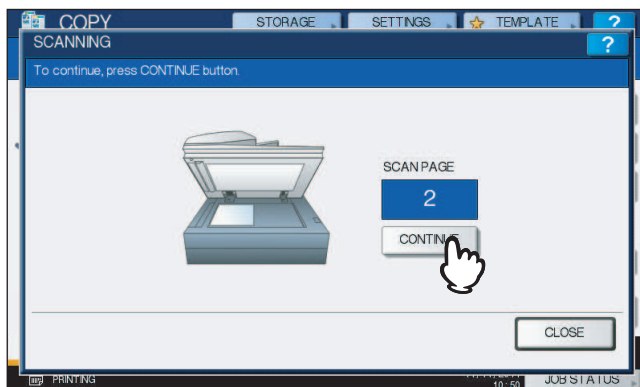 COPY STORAGE SETTINGS TEMPLATE ?
SCANNING ?
To continue, press CONTINUE button.
SCAN PAGE
2
CLOSE
PRINTING
10:50 JOB STATUS